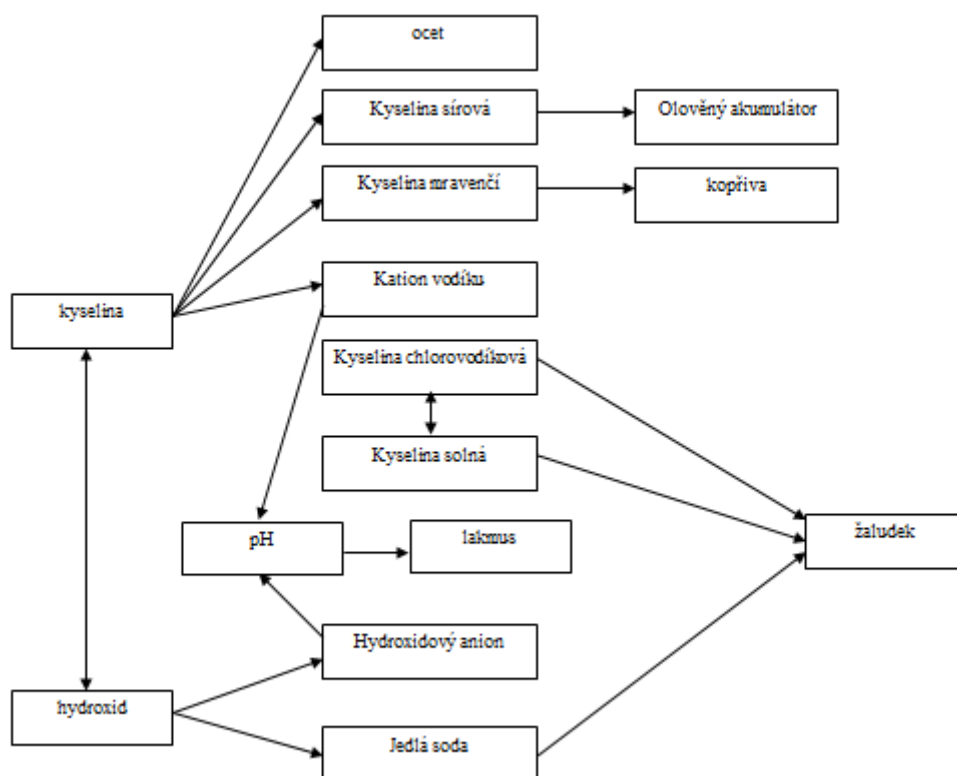 ocet
Kyselina sírová
Olověný akumulátor
Kyselina mravenčí
kopřiva
Kation vodíku
kyselina
Kyselina chlorovodíková
Kyselina solná
pH
lakmus
žaludek
Hydroxidový anion
hydroxid
Jedlá soda